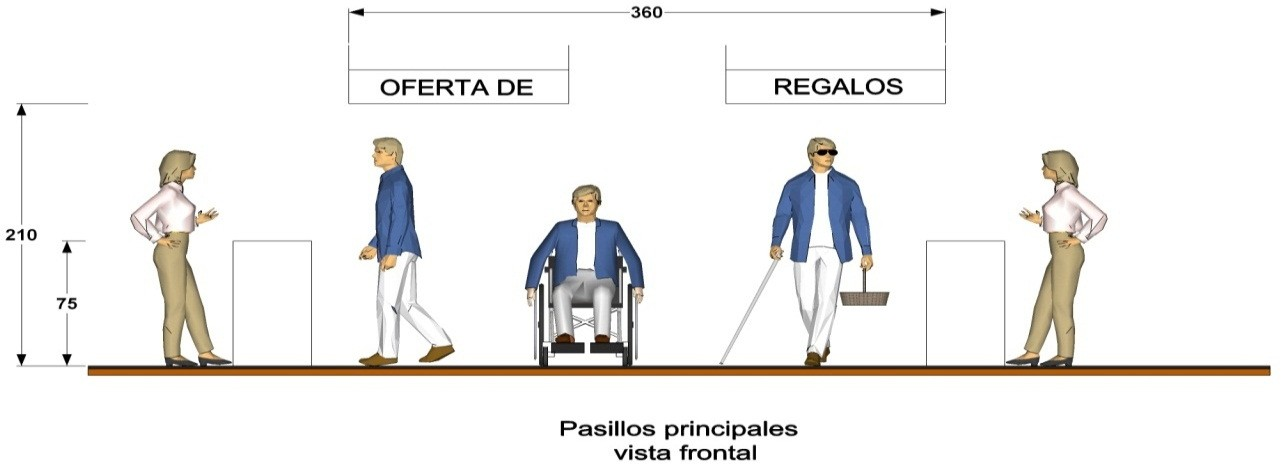 360
OFERTA DE
REGALOS
210
75
Pasillos principales
vista frontal